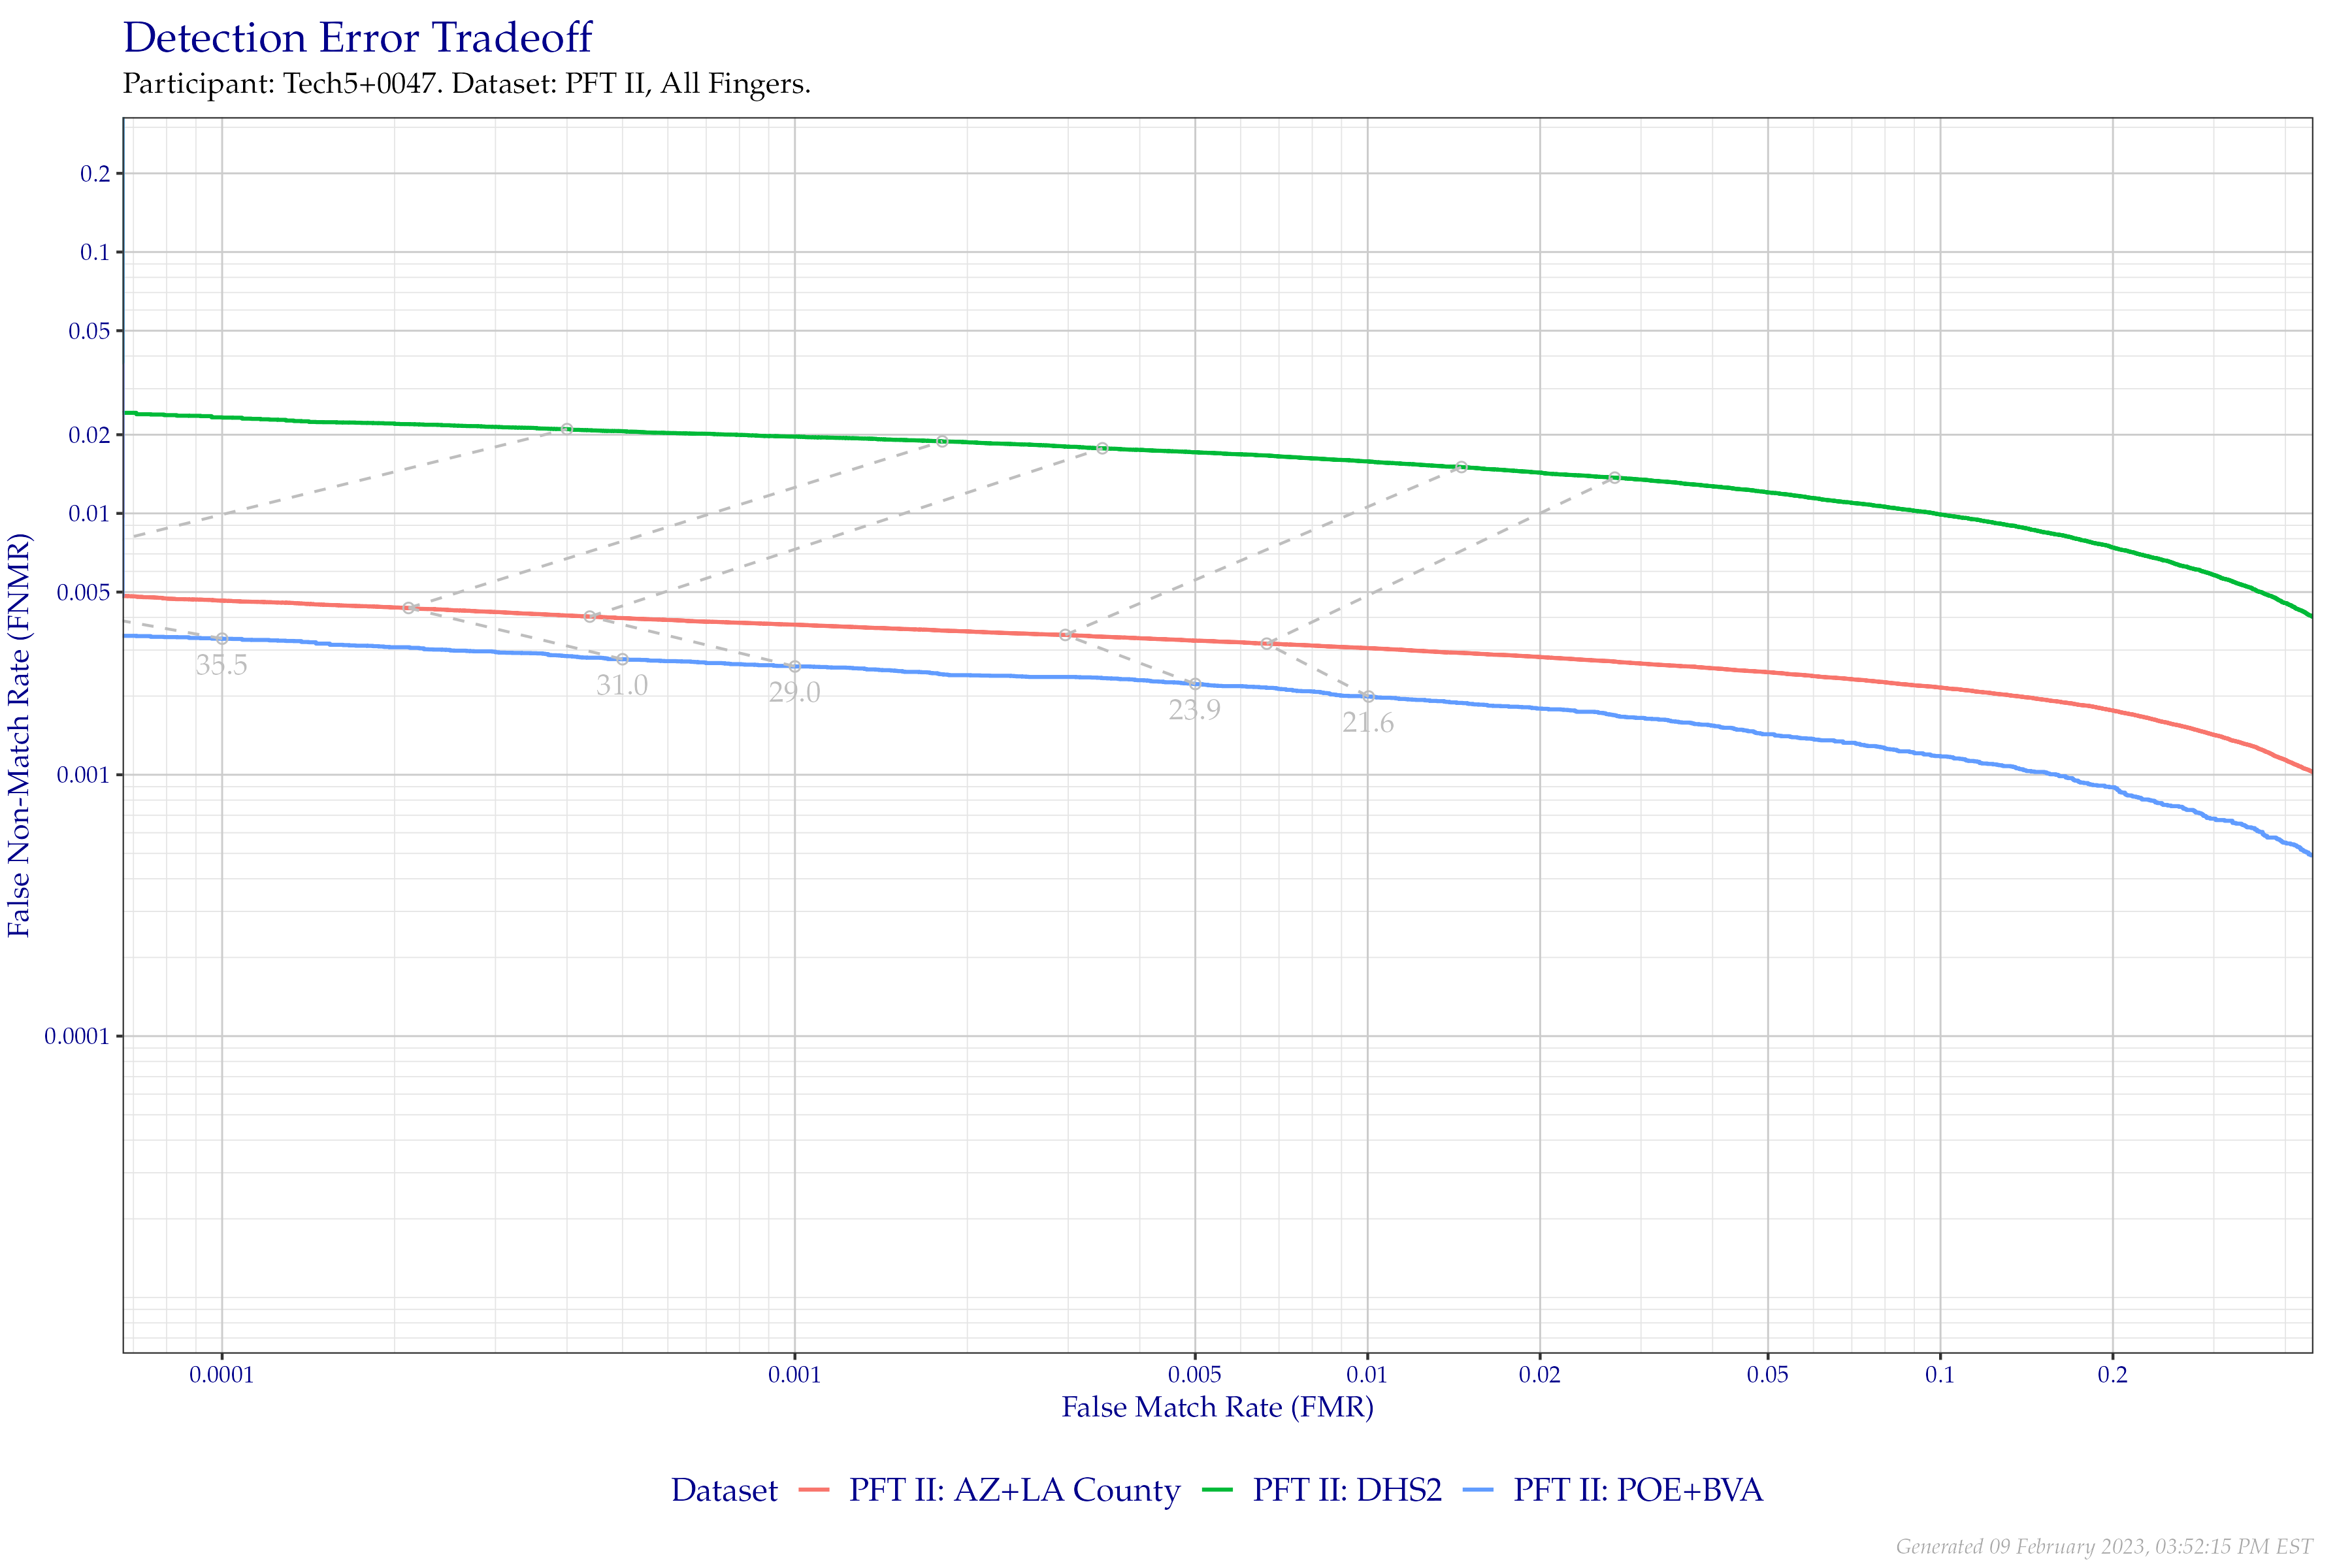 Detection Error Tradeoff
Participant: Tech5+0047. Dataset: PFT II, All Fingers.
False Non-Match Rate (FNMR)
0.2
0.1
0.05
0.02
0.01
0.005
0.001
0.0001
35.5
31.0
29.0
23.9
21.6
0.0001 0.001 0.005 0.01 0.02 0.05 0.1 0.2
False Match Rate (FMR)
Dataset PFT II: AZ+LA County PFT II: DHS2 PFT II: POE+BVA
Generated 09 February 2023, 03:52:15 PM EST